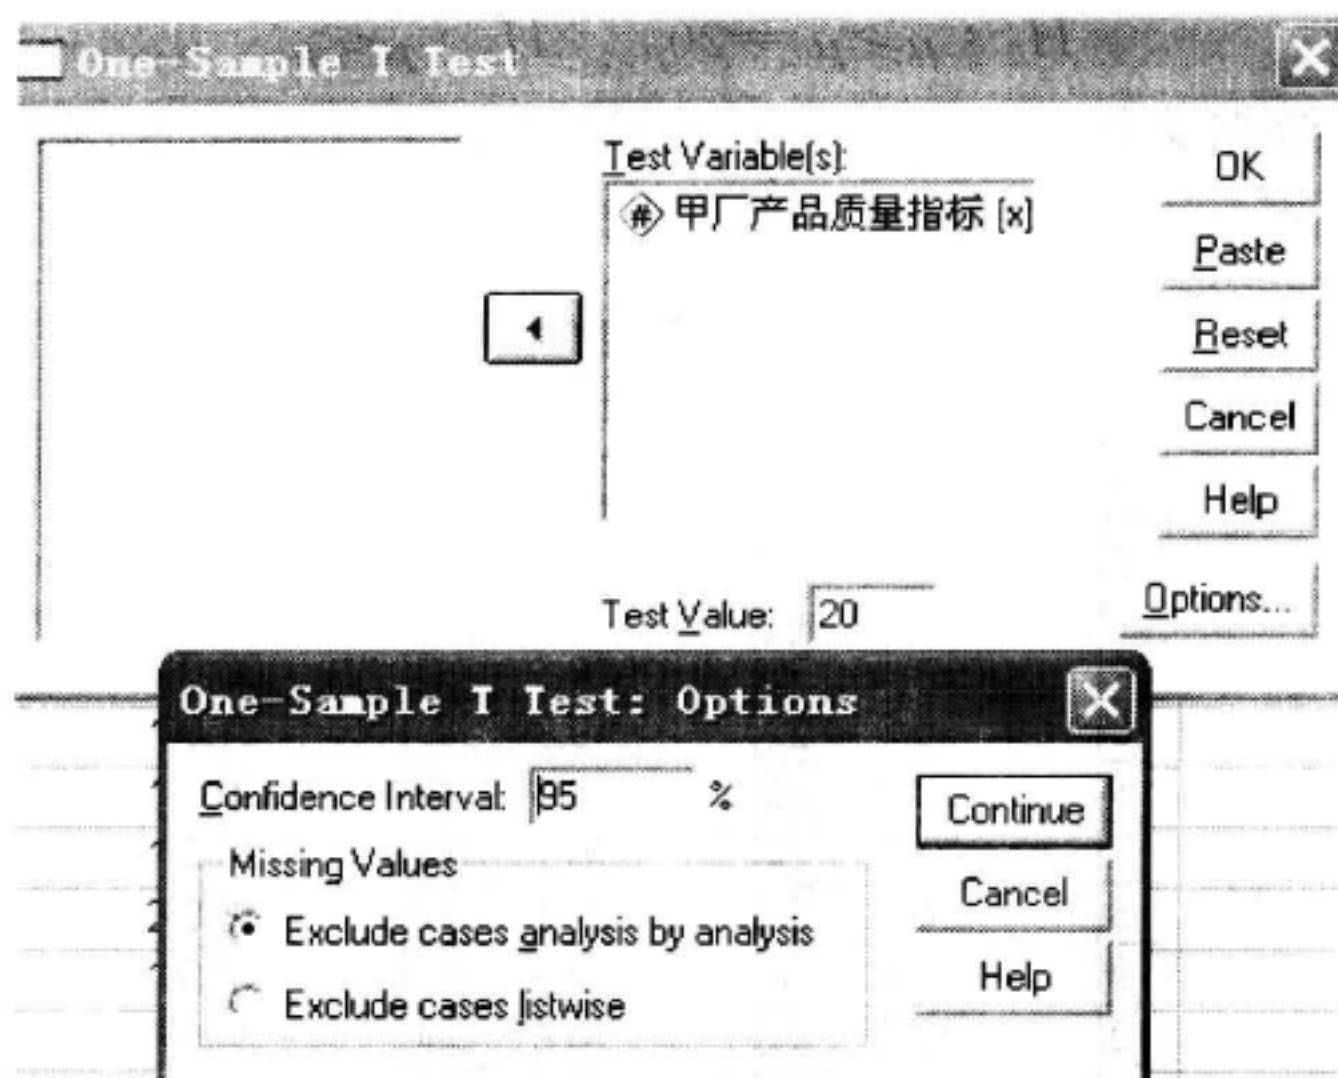 One-Sample T Test
Test Variable(s):
甲厂产品质量指标 [x]
OK
Paste
Reset
Cancel
Help
Test Value: 20
Options...
One-Sample T Test: Options
Confidence Interval: 95 %
Continue
Missing Values
Cancel
Exclude cases analysis by analysis
Help
Exclude cases listwise